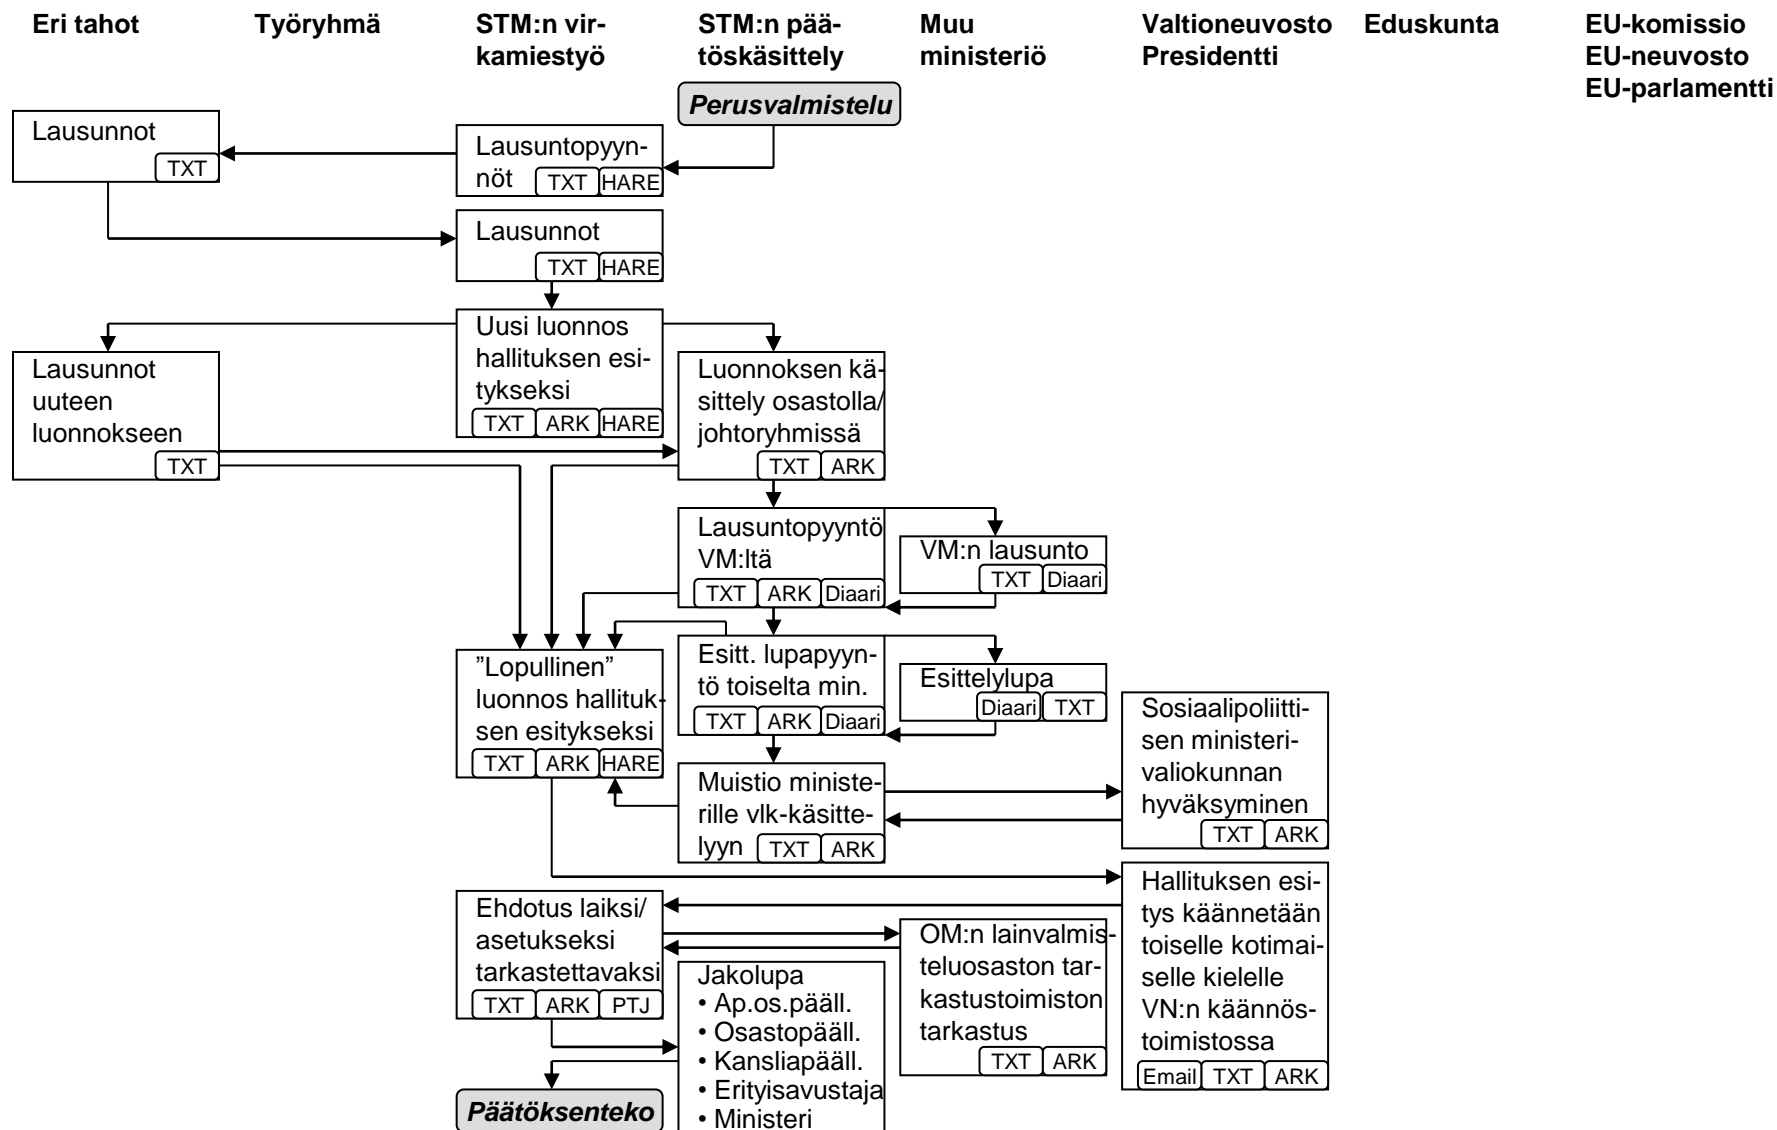 Eri tahot
Työryhmä
STM:n vir-
kamiestyö
STM:n pää-
töskäsittely
Muu
ministeriö
Valtioneuvosto
Presidentti
Eduskunta
EU-komissio
EU-neuvosto
EU-parlamentti
Perusvalmistelu
Lausunnot
TXT
Lausuntopyyn-
nöt TXT HARE
Lausunnot
TXT HARE
Uusi luonnos
hallituksen esi-
tykseksi
TXT ARK HARE
Lausunnot
uuteen
luonnokseen
TXT
Luonnoksen kä-
sittely osastolla/
johtoryhmissä
TXT ARK
Lausuntopyyntö
VM:ltä
TXT ARK Diaari
VM:n lausunto
TXT Diaari
"Lopullinen"
luonnos hallituk-
sen esitykseksi
TXT ARK HARE
Esitt. lupapyyn-
tö toiselta min.
TXT ARK Diaari
Esittelylupa
Diaari TXT
Muistio ministe-
rille vlk-käsitte-
lyyn TXT ARK
Sosiaalipoliitti-
sen ministeri-
valiokunnan
hyväksyminen
TXT ARK
Ehdotus laiksi/
asetukseksi
tarkastettavaksi
TXT ARK PTJ
OM:n lainvalmis-
teluosaston tar-
kastustoimiston
tarkastus
TXT ARK
Hallituksen esi-
tys käännetään
toiselle kotimai-
selle kielelle
VN:n käännös-
toimistossa
Email TXT ARK
Jakolupa
• Ap.os.pääll.
• Osastopääll.
• Kansliapääll.
• Erityisavustaja
• Ministeri
Päätöksenteko